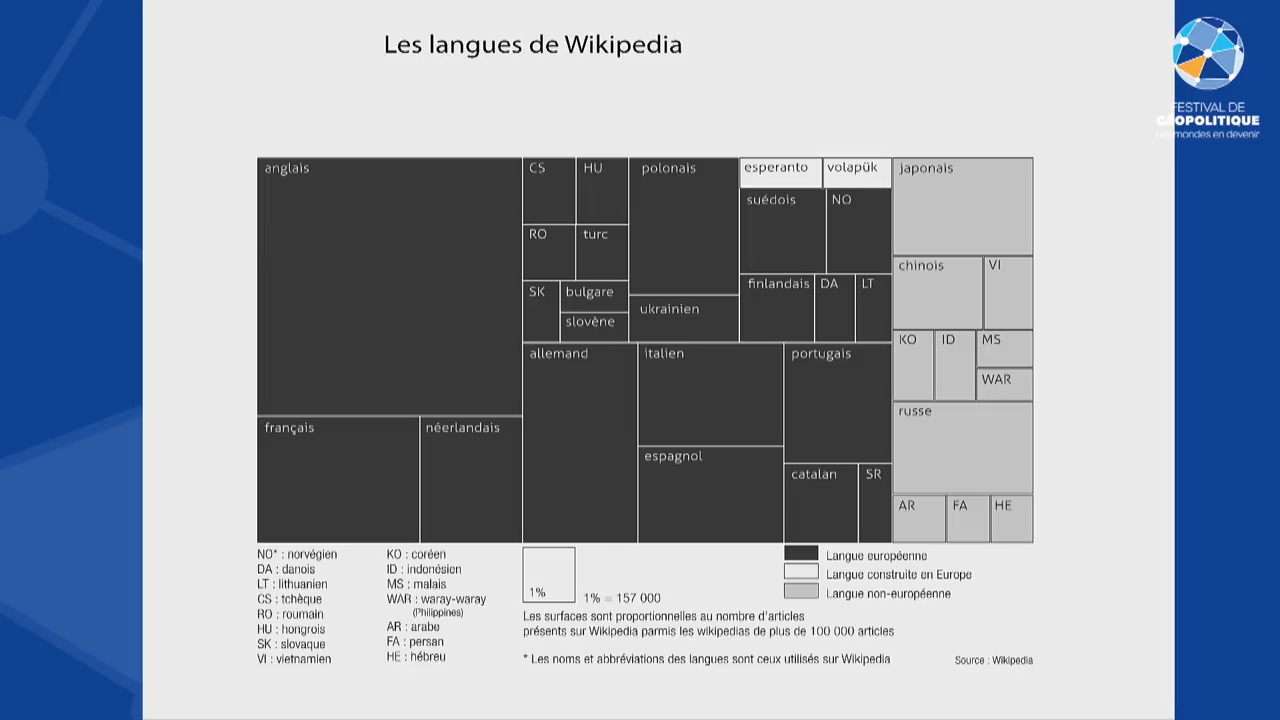 Les langues de Wikipedia
FESTIVAL DE
GÉOPOLITIQUE
Les mondes en devenir
anglais
CS
HU
polonais
esperanto
volapük
japonais
suédois
NO
RO
turc
chinois
VI
finlandais
DA
LT
SK
bulgare
ukrainien
slovène
KO
ID
MS
allemand
italien
portugais
WAR
russe
français
néerlandais
espagnol
catalan
SR
AR
FA
HE
NO* : norvégien
DA : danois
LT : lithuanien
CS : tchèque
RO : roumain
HU : hongrois
SK : slovaque
VI : vietnamien
KO : coréen
ID : indonésien
MS : malais
WAR : waray-waray
(Philippines)
AR : arabe
FA : persan
HE : hébreu
1%
1% = 157 000
Les surfaces sont proportionnelles au nombre d'articles
présents sur Wikipedia parmis les wikipedias de plus de 100 000 articles
* Les noms et abbréviations des langues sont ceux utilisés sur Wikipedia
Langue européenne
Langue construite en Europe
Langue non-européenne
Source : Wikipedia